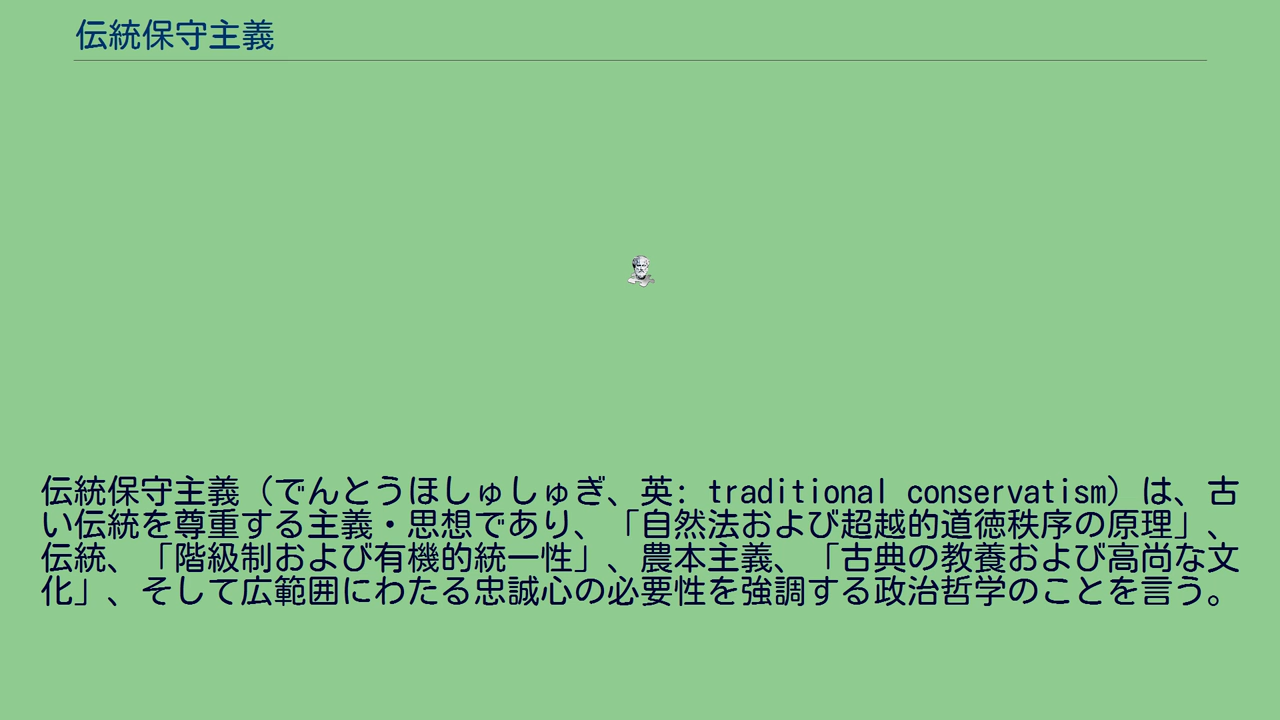 伝統保守主義
伝統保守主義（でんとうほしゅしゅぎ、英: traditional conservatism）は、古
い伝統を尊重する主義・思想であり、「自然法および超越的道徳秩序の原理」、
伝統、「階級制および有機的統一性」、農本主義、「古典の教養および高尚な文
化」、そして広範囲にわたる忠誠心の必要性を強調する政治哲学のことを言う。